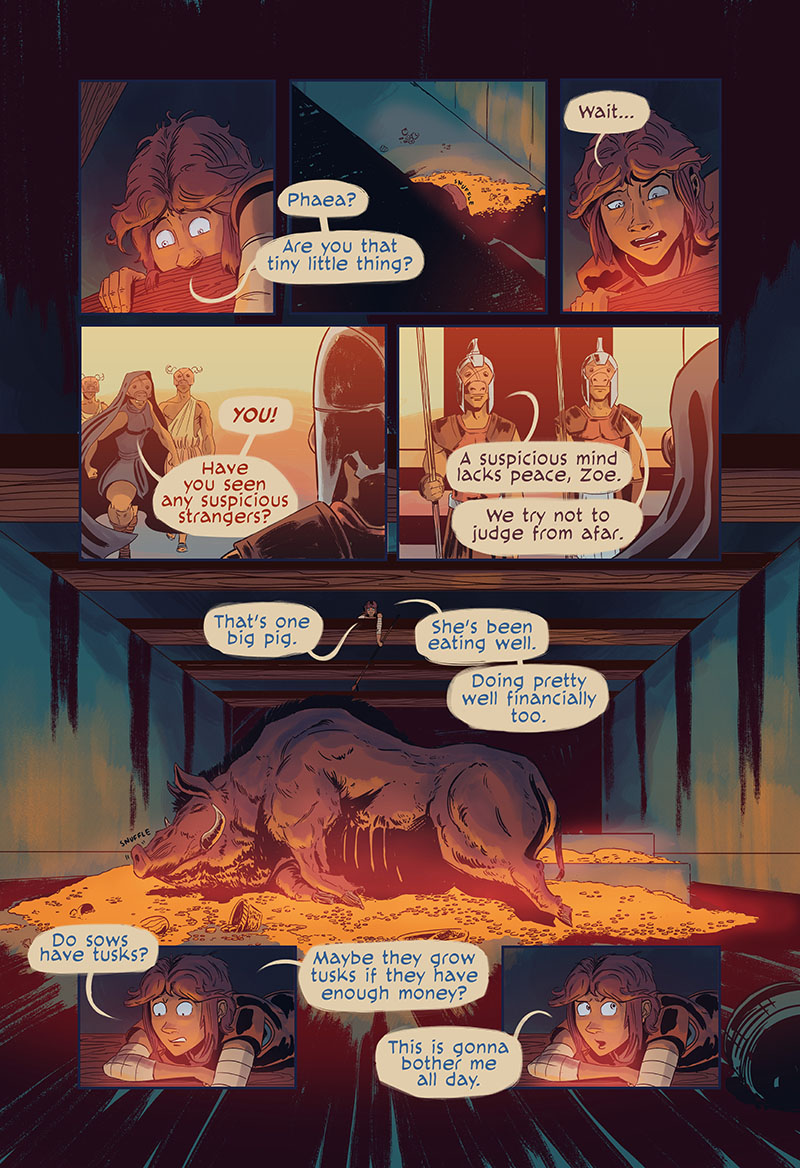 Phaea?
Are you that
tiny little thing?
SNUFFLE
Wait...
YOU!
Have
you seen
any suspicious
strangers?
A suspicious mind
lacks peace, Zoe.
We try not to
judge from afar.
That's one
big pig.
She's been
eating well.
Doing pretty
well financially
too.
SNUFFLE
Do sows
have tusks?
Maybe they grow
tusks if they have
enough money?
This is gonna
bother me
all day.